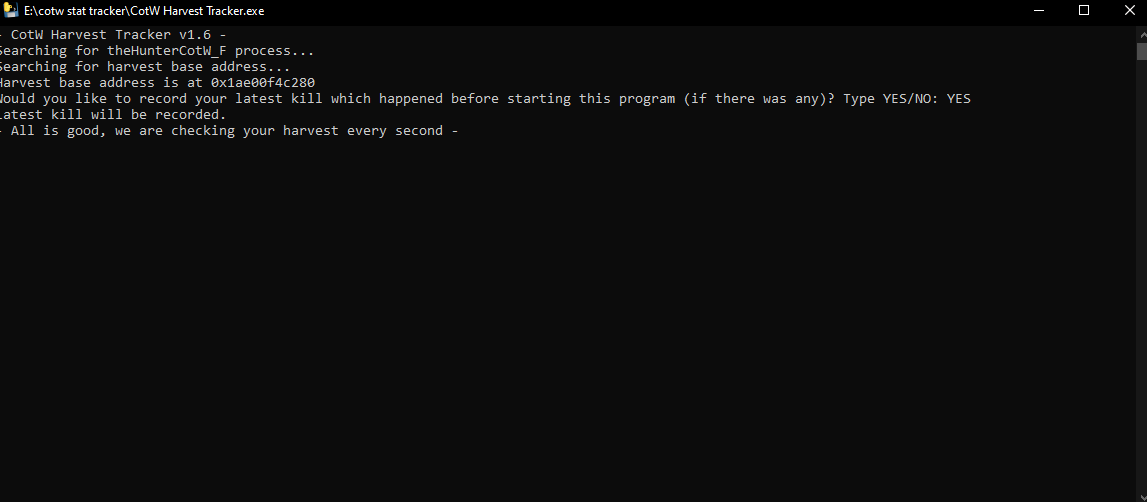 E:\cotw stat tracker\CotW Harvest Tracker.exe
- CotW Harvest Tracker v1.6 -
Searching for theHunterCotW_F process...
Searching for harvest base address...
Harvest base address is at 0x1ae00f4c280
Would you like to record your latest kill which happened before starting this program (if there was any)? Type YES/NO: YES
Latest kill will be recorded.
- All is good, we are checking your harvest every second -